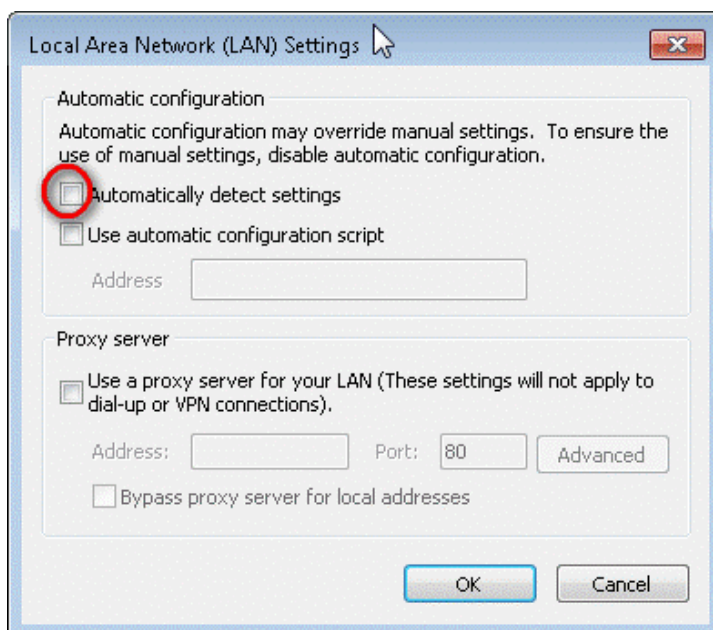 Local Area Network (LAN) Settings
Automatic configuration
Automatic configuration may override manual settings. To ensure the
use of manual settings, disable automatic configuration.
Automatically detect settings
Use automatic configuration script
Address
Proxy server
Use a proxy server for your LAN (These settings will not apply to
dial-up or VPN connections).
Address: Port: 80 Advanced
Bypass proxy server for local addresses
OK Cancel